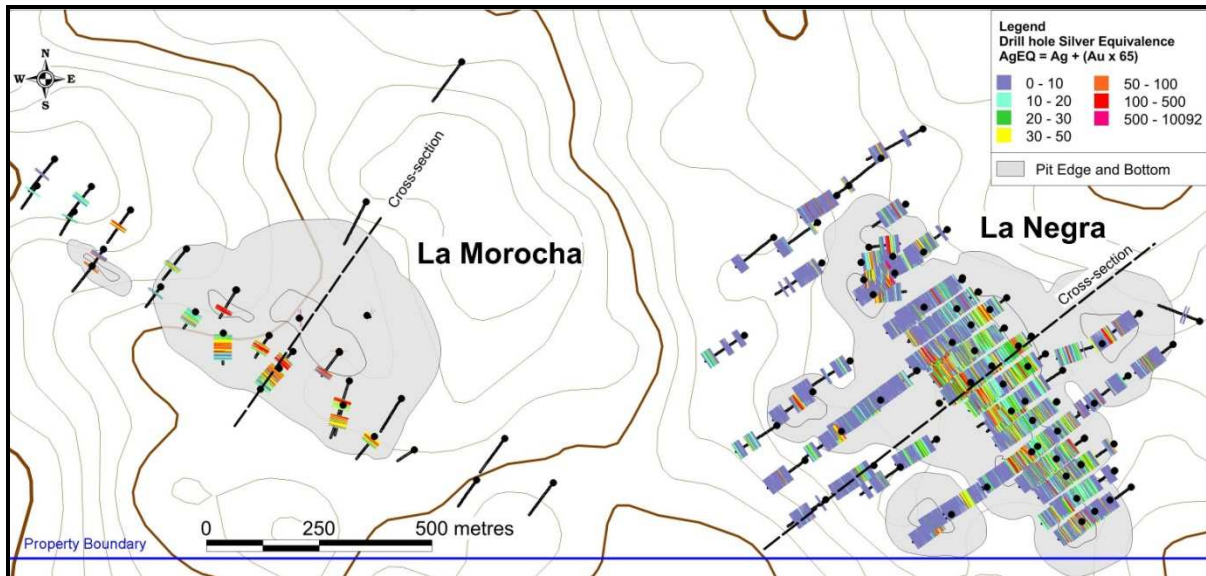 N
W E
S
Legend
Drill hole Silver Equivalence
AgEQ = Ag + (Au x 65)
0 - 10
10 - 20
20 - 30
30 - 50
50 - 100
100 - 500
500 - 10092
Pit Edge and Bottom
Cross-section
La Morocha
La Negra
Cross-section
0 250 500 metres
Property Boundary